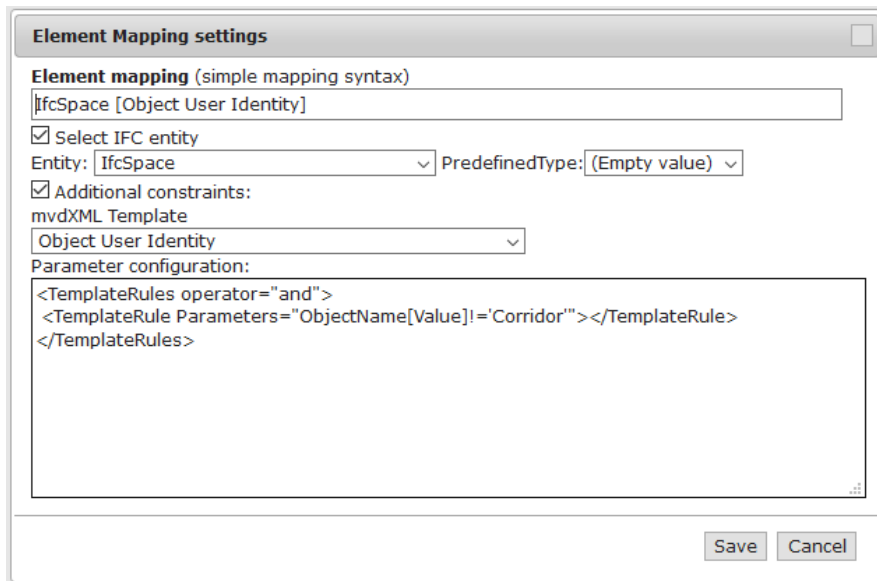 Element Mapping settings
Element mapping (simple mapping syntax)
IfcSpace [Object User Identity]
Select IFC entity
Entity: IfcSpace PredefinedType: (Empty value)
Additional constraints:
mvdXML Template
Object User Identity
Parameter configuration:
<TemplateRules operator="and">
<TemplateRule Parameters="ObjectName[Value]!='Corridor'"></TemplateRule>
</TemplateRules>
Save Cancel